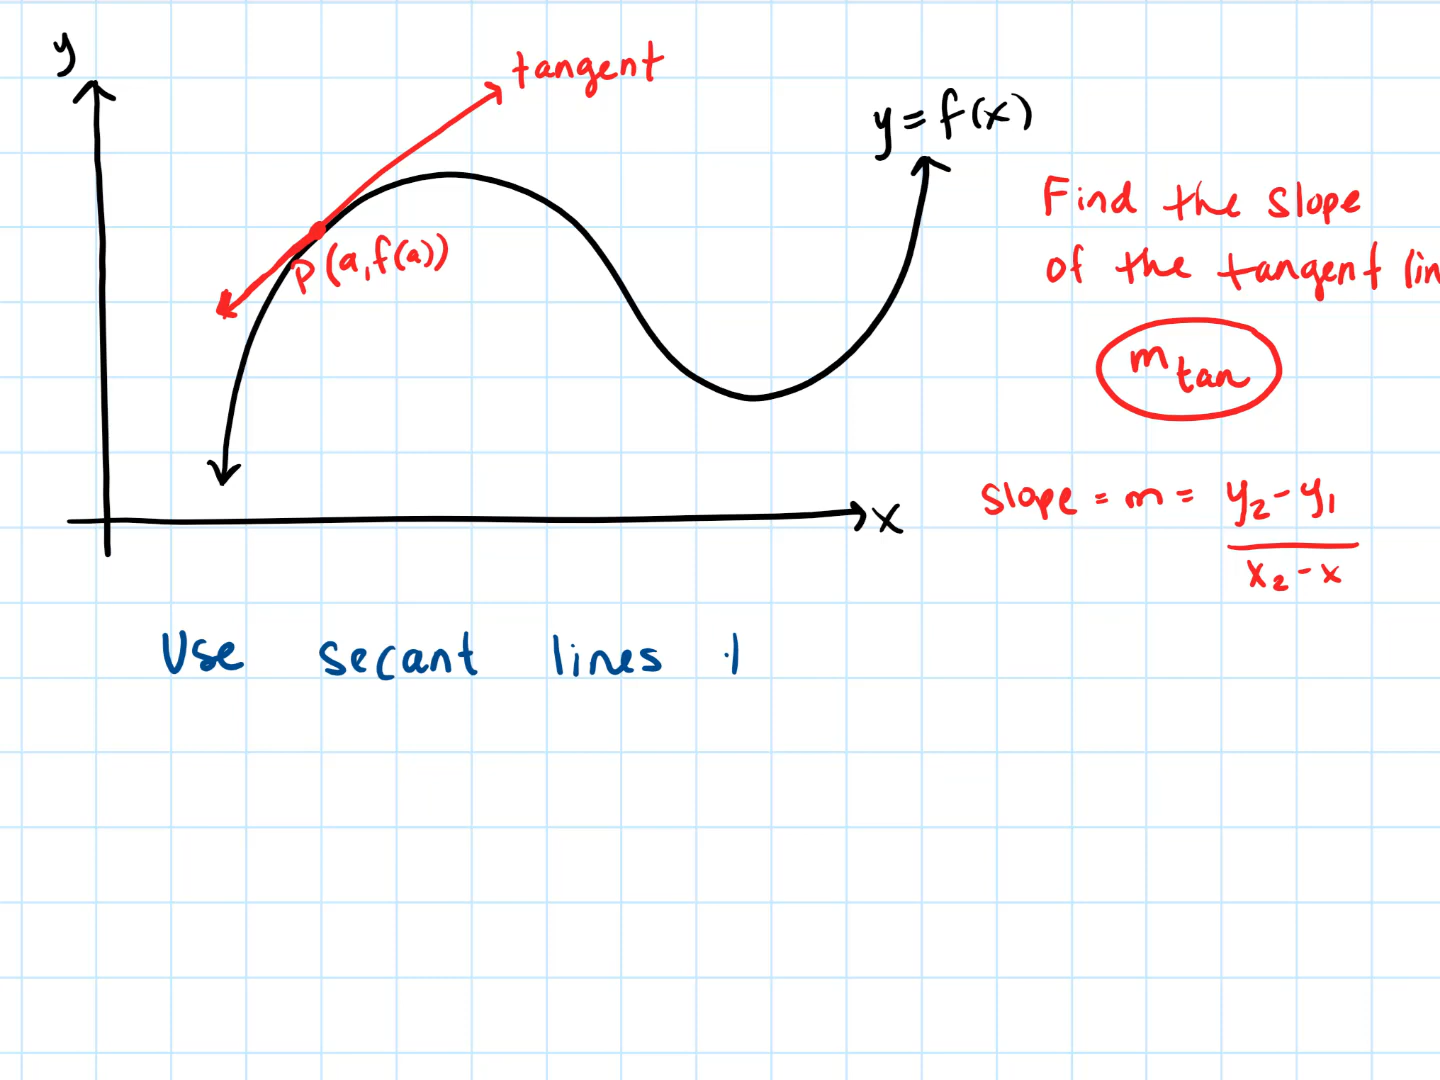 y
tangent
y = f(x)
P(a, f(a))
Find the slope
of the tangent lin
m tan
slope = m = y2 - y1
x2 - x
x
Use secant lines